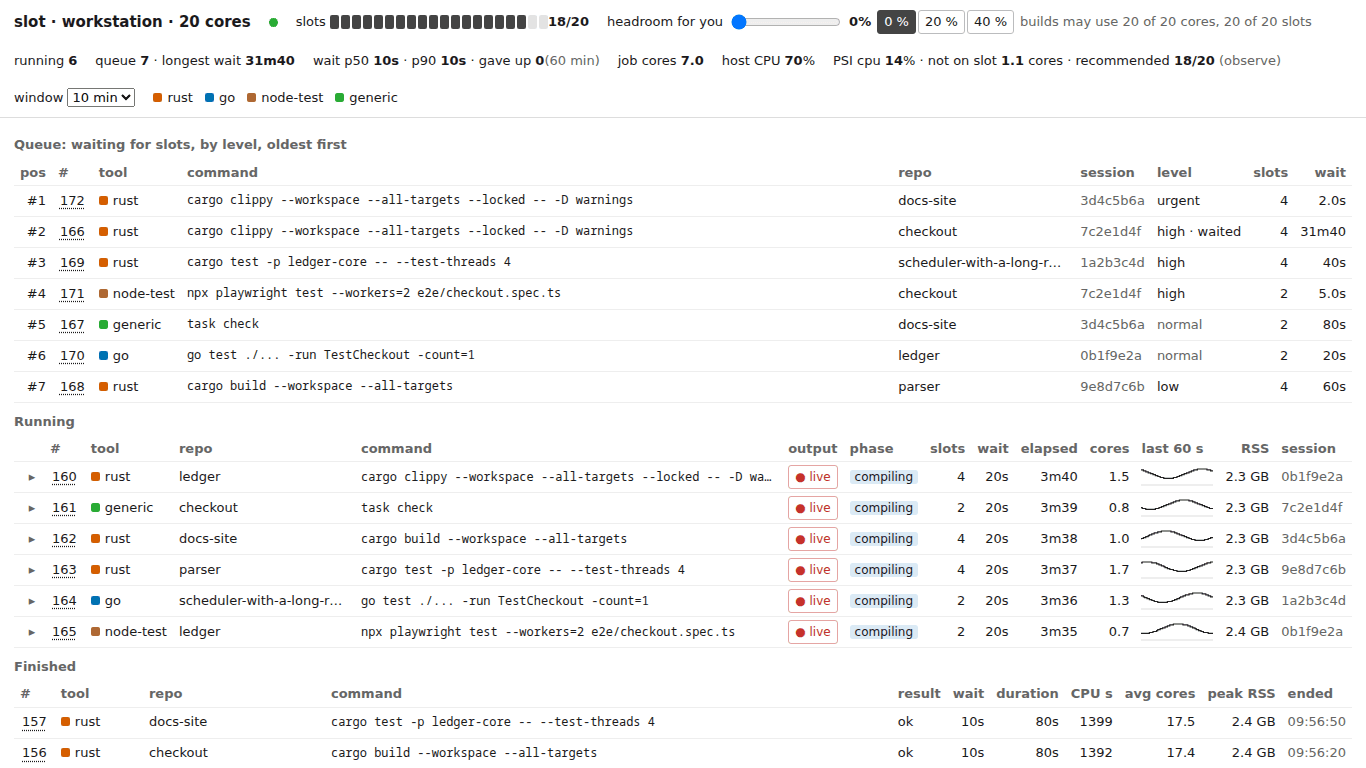 slot · workstation · 20 cores slots 18/20 headroom for you 0% 0 % 20 % 40 % builds may use 20 of 20 cores, 20 of 20 slots
running 6 queue 7 · longest wait 31m40 wait p50 10s · p90 10s · gave up 0(60 min) job cores 7.0 host CPU 70% PSI cpu 14% · not on slot 1.1 cores · recommended 18/20 (observe)
window 10 min rust go node-test generic
Queue: waiting for slots, by level, oldest first
pos # tool command repo session level slots wait
#1 172 rust cargo clippy --workspace --all-targets --locked -- -D warnings docs-site 3d4c5b6a urgent 4 2.0s
#2 166 rust cargo clippy --workspace --all-targets --locked -- -D warnings checkout 7c2e1d4f high · waited 4 31m40
#3 169 rust cargo test -p ledger-core -- --test-threads 4 scheduler-with-a-long-r… 1a2b3c4d high 4 40s
#4 171 node-test npx playwright test --workers=2 e2e/checkout.spec.ts checkout 7c2e1d4f high 2 5.0s
#5 167 generic task check docs-site 3d4c5b6a normal 2 80s
#6 170 go go test ./... -run TestCheckout -count=1 ledger 0b1f9e2a normal 2 20s
#7 168 rust cargo build --workspace --all-targets parser 9e8d7c6b low 4 60s
Running
# tool repo command output phase slots wait elapsed cores last 60 s RSS session
▸ 160 rust ledger cargo clippy --workspace --all-targets --locked -- -D wa… ● live compiling 4 20s 3m40 1.5 2.3 GB 0b1f9e2a
▸ 161 generic checkout task check ● live compiling 2 20s 3m39 0.8 2.3 GB 7c2e1d4f
▸ 162 rust docs-site cargo build --workspace --all-targets ● live compiling 4 20s 3m38 1.0 2.3 GB 3d4c5b6a
▸ 163 rust parser cargo test -p ledger-core -- --test-threads 4 ● live compiling 4 20s 3m37 1.7 2.3 GB 9e8d7c6b
▸ 164 go scheduler-with-a-long-r… go test ./... -run TestCheckout -count=1 ● live compiling 2 20s 3m36 1.3 2.3 GB 1a2b3c4d
▸ 165 node-test ledger npx playwright test --workers=2 e2e/checkout.spec.ts ● live compiling 2 20s 3m35 0.7 2.4 GB 0b1f9e2a
Finished
# tool repo command result wait duration CPU s avg cores peak RSS ended
157 rust docs-site cargo test -p ledger-core -- --test-threads 4 ok 10s 80s 1399 17.5 2.4 GB 09:56:50
156 rust checkout cargo build --workspace --all-targets ok 10s 80s 1392 17.4 2.4 GB 09:56:20